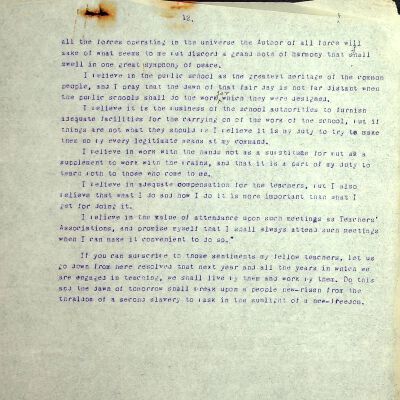 12.
all the forces operating in the universe the Author of all force will
make of what seems to me but discord a grand note of harmony that shall
swell in one great symphony of peace.
I believe in the public school as the greatest heritage of the common
people, and I pray that the dawn of that fair day is not far distant when
the public schools shall do the work for which they were designed.
I believe it is the business of the school authorities to furnish
adequate facilities for the carrying on of the work of the school, but if
things are not what they should be I believe it is my duty to try to make
them so by every legitimate means at my command.
I believe in work with the hands not as a substitute for but as a
supplement to work with the brains, and that it is a part of my duty to
teach both to those who come to me.
I believe in adequate compensation for the teachers, but I also
believe that what I do and how I do it is more important than what I
get for doing it.
I believe in the value of attendance upon such meetings as Teachers'
Associations, and promise myself that I shall always attend such meetings
when I can make it convenient to do so."
If you can subscribe to these sentiments my fellow teachers, let us
go down from here resolved that next year and all the years in which we
are engaged in teaching, we shall live by them and work by them. Do this
and the dawn of tomorrow shall break upon a people new-risen from the
thraldom of a second slavery to bask in the sunlight of a new-freedom.